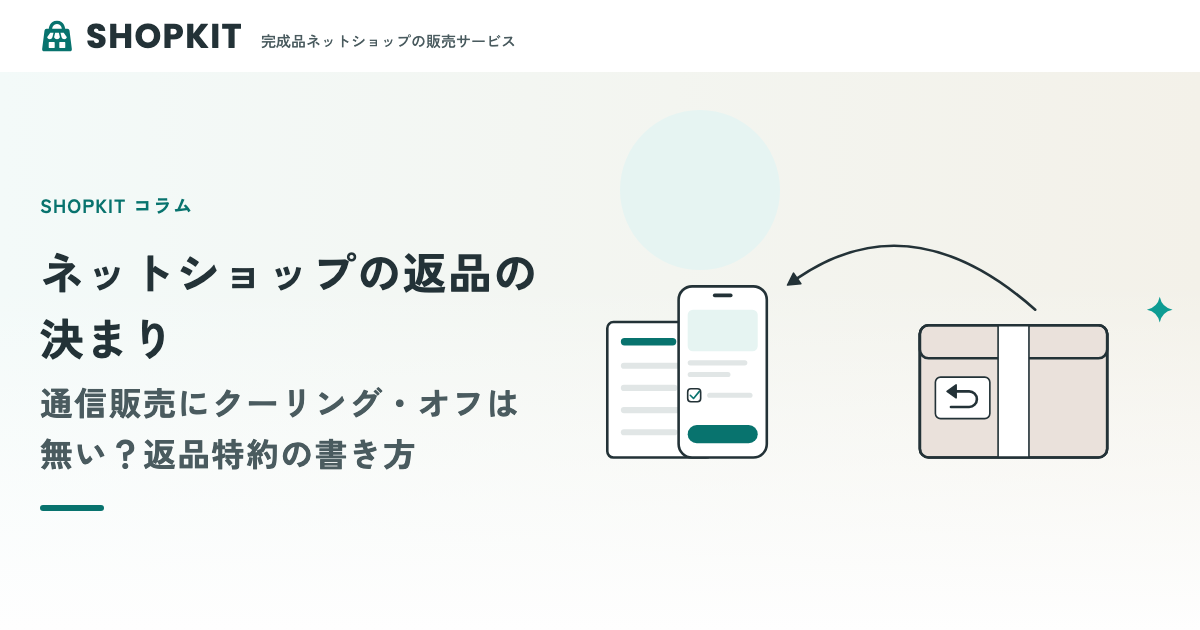 SHOPKIT 完成品ネットショップの販売サービス
SHOPKIT コラム
ネットショップの返品の
決まり
通信販売にクーリング・オフは
無い？返品特約の書き方